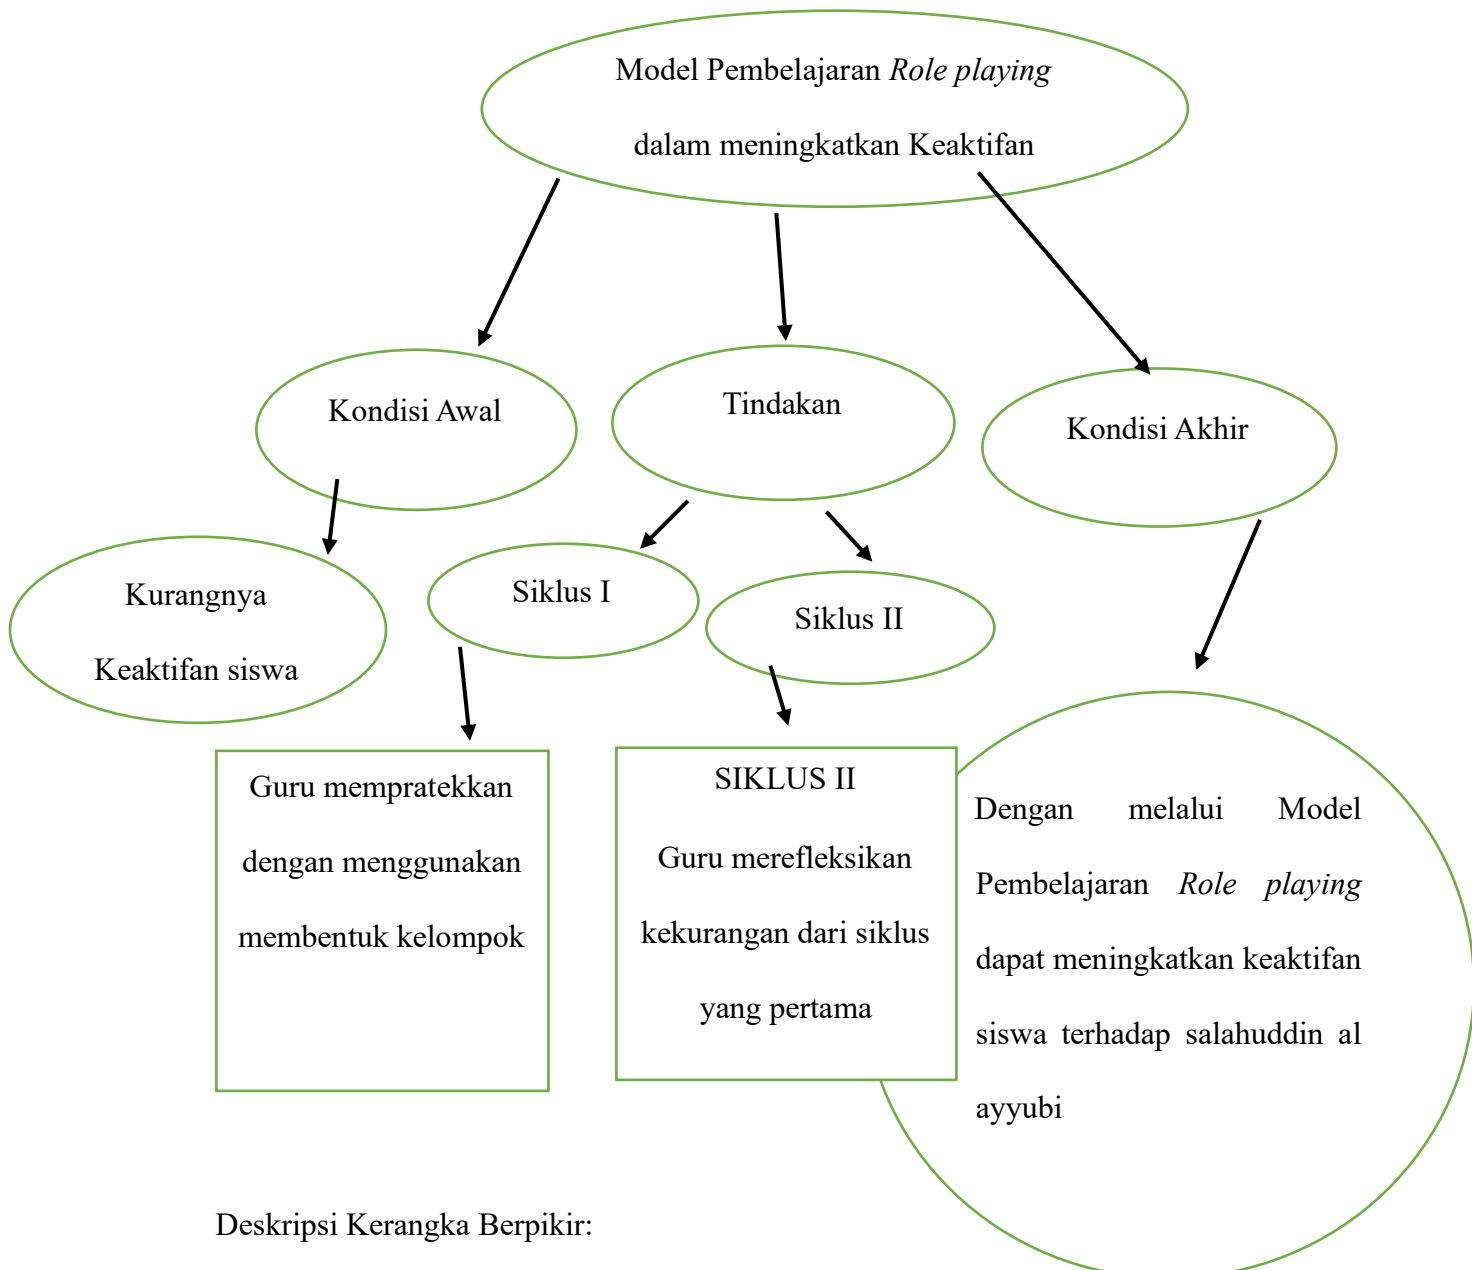 Model Pembelajaran Role playing
dalam meningkatkan Keaktifan
Kondisi Awal
Tindakan
Kondisi Akhir
Kurangnya
Keaktifan siswa
Siklus I
Siklus II
Guru mempratekkan
dengan menggunakan
membentuk kelompok
SIKLUS II
Guru merefleksikan
kekurangan dari siklus
yang pertama
Dengan melalui Model
Pembelajaran Role playing
dapat meningkatkan keaktifan
siswa terhadap salahuddin al
ayyubi
Deskripsi Kerangka Berpikir: